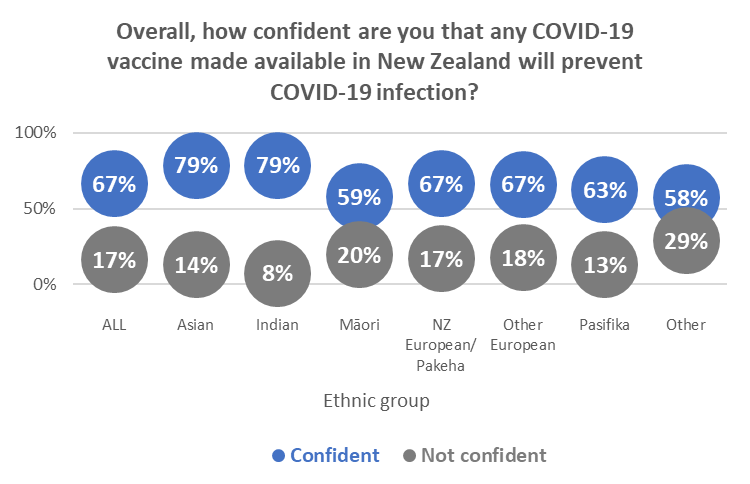 Overall, how confident are you that any COVID-19
vaccine made available in New Zealand will prevent
COVID-19 infection?
100%
50%
0%
67% 79% 79% 59% 67% 67% 63% 58%
17% 14% 8% 20% 17% 18% 13% 29%
ALL Asian Indian Māori NZ Other Pasifika Other
European/ European
Pakeha
Ethnic group
Confident Not confident